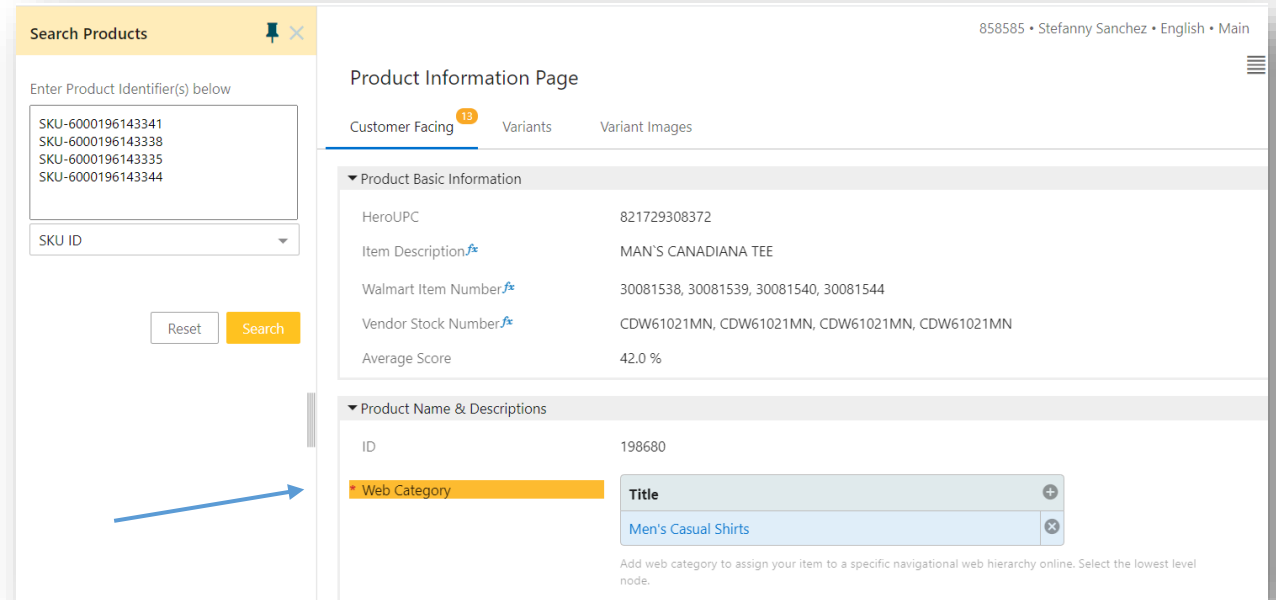 Search Products
858585 • Stefanny Sanchez • English • Main
Enter Product Identifier(s) below
SKU-6000196143341
SKU-6000196143338
SKU-6000196143335
SKU-6000196143344
SKU ID
Reset Search
Product Information Page
Customer Facing 13 Variants Variant Images
Product Basic Information
HeroUPC 821729308372
Item Description fx MAN`S CANADIANA TEE
Walmart Item Number fx 30081538, 30081539, 30081540, 30081544
Vendor Stock Number fx CDW61021MN, CDW61021MN, CDW61021MN, CDW61021MN
Average Score 42.0 %
Product Name & Descriptions
ID 198680
* Web Category Title
Men's Casual Shirts
Add web category to assign your item to a specific navigational web hierarchy online. Select the lowest level
node.